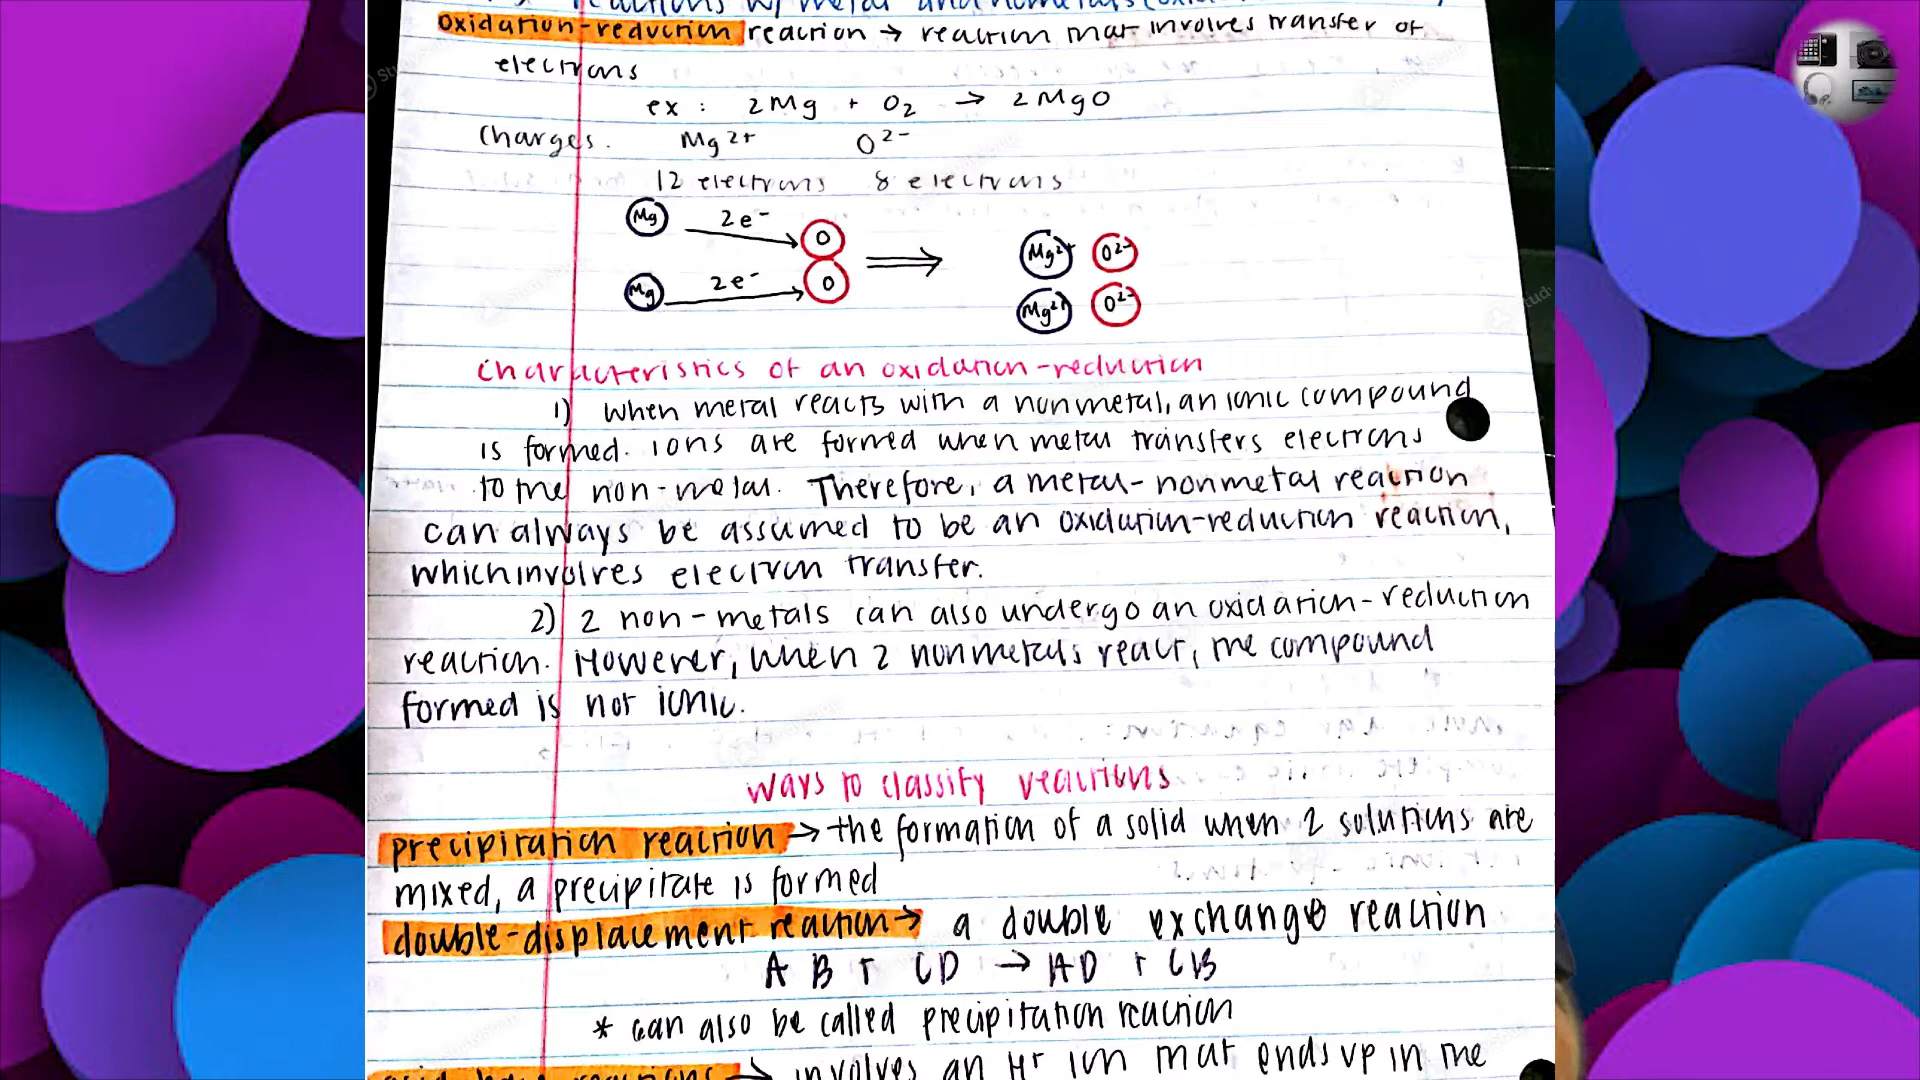 reactions w/ metal and nonmetals
oxidation-reduction reaction → reaction that involves transfer of
electrons
ex : 2Mg + O₂ → 2MgO
Charges. Mg²⁺ O²⁻
12 electrons 8 electrons
Mg 2e⁻ O Mg²⁺ O²⁻
Mg 2e⁻ O Mg²⁺ O²⁻
characteristics of an oxidation-reduction
1) when metal reacts with a nonmetal, an ionic compound
is formed. ions are formed when metal transfers electrons
to the non-metal. Therefore, a metal-nonmetal reaction
can always be assumed to be an oxidation-reduction reaction,
which involves electron transfer.
2) 2 non-metals can also undergo an oxidation-reduction
reaction. However, when 2 nonmetals react, the compound
formed is not ionic.
ways to classify reactions
precipitation reaction → the formation of a solid when 2 solutions are
mixed, a precipitate is formed
double-displacement reaction → a double exchange reaction
AB + CD → AD + CB
* can also be called precipitation reaction
acid-base reactions → involves an H⁺ ion that ends up in the